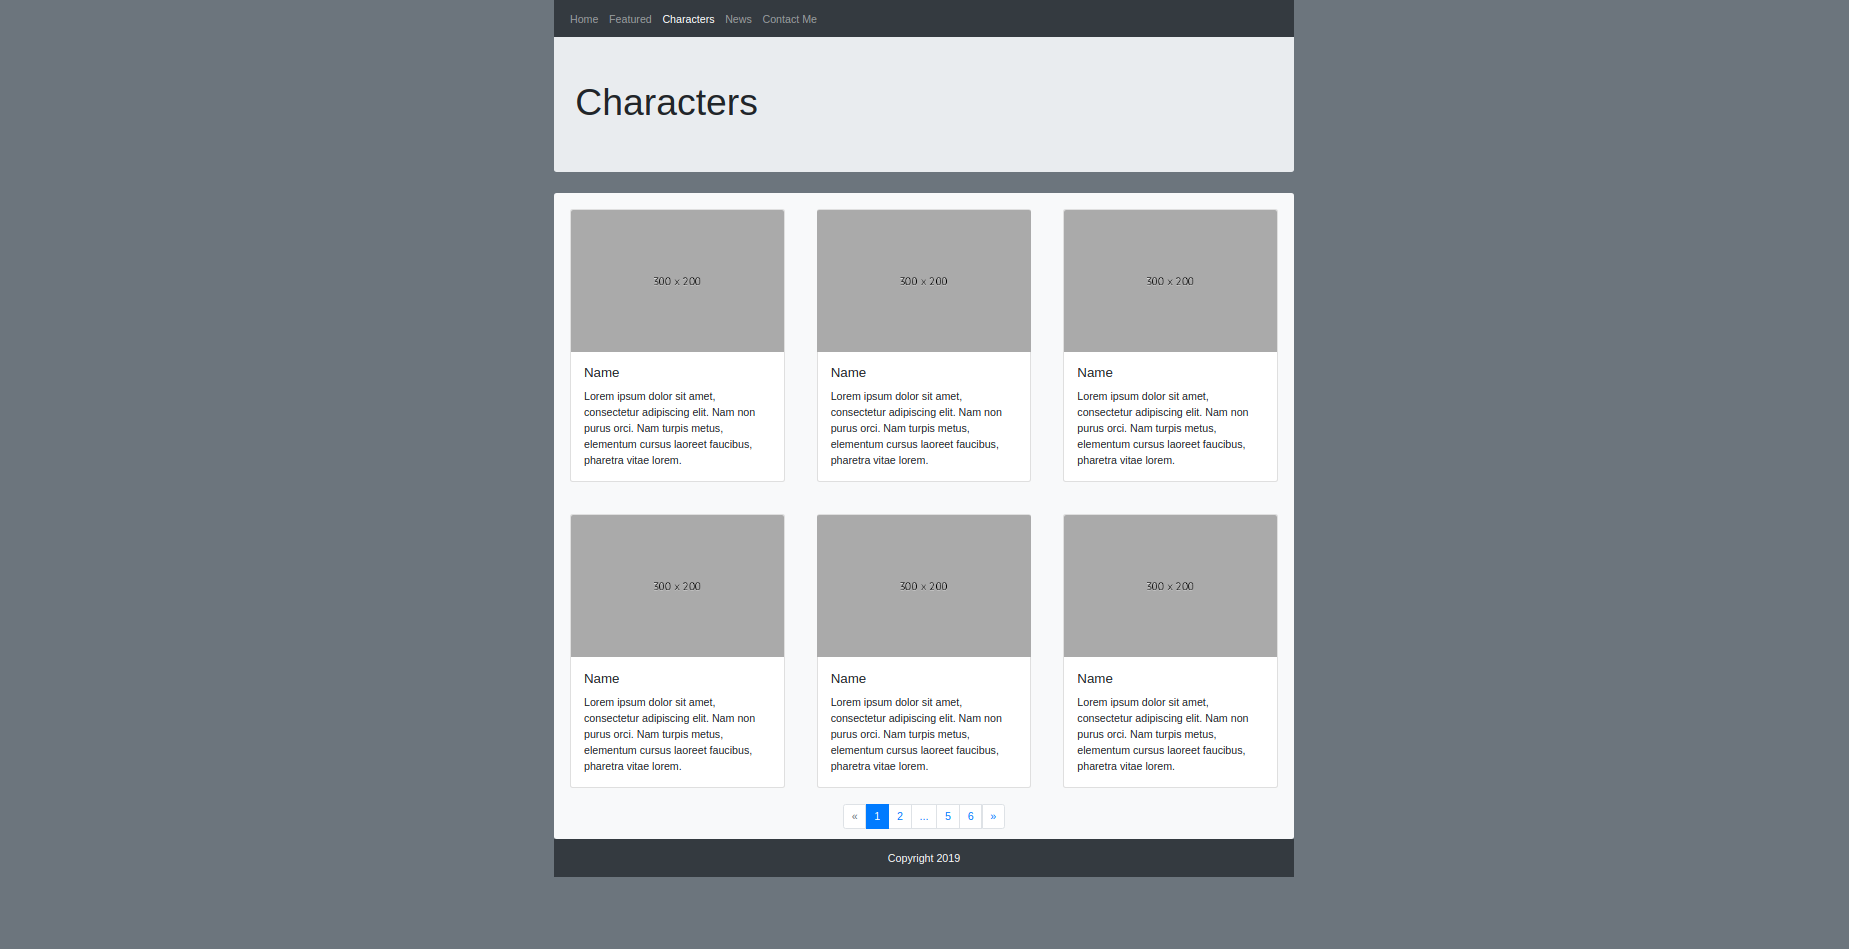 Home Featured Characters News Contact Me
Characters
300 x 200
300 x 200
300 x 200
Name
Lorem ipsum dolor sit amet,
consectetur adipiscing elit. Nam non
purus orci. Nam turpis metus,
elementum cursus laoreet faucibus,
pharetra vitae lorem.
Name
Lorem ipsum dolor sit amet,
consectetur adipiscing elit. Nam non
purus orci. Nam turpis metus,
elementum cursus laoreet faucibus,
pharetra vitae lorem.
Name
Lorem ipsum dolor sit amet,
consectetur adipiscing elit. Nam non
purus orci. Nam turpis metus,
elementum cursus laoreet faucibus,
pharetra vitae lorem.
300 x 200
300 x 200
300 x 200
Name
Lorem ipsum dolor sit amet,
consectetur adipiscing elit. Nam non
purus orci. Nam turpis metus,
elementum cursus laoreet faucibus,
pharetra vitae lorem.
Name
Lorem ipsum dolor sit amet,
consectetur adipiscing elit. Nam non
purus orci. Nam turpis metus,
elementum cursus laoreet faucibus,
pharetra vitae lorem.
Name
Lorem ipsum dolor sit amet,
consectetur adipiscing elit. Nam non
purus orci. Nam turpis metus,
elementum cursus laoreet faucibus,
pharetra vitae lorem.
« 1 2 ... 5 6 »
Copyright 2019